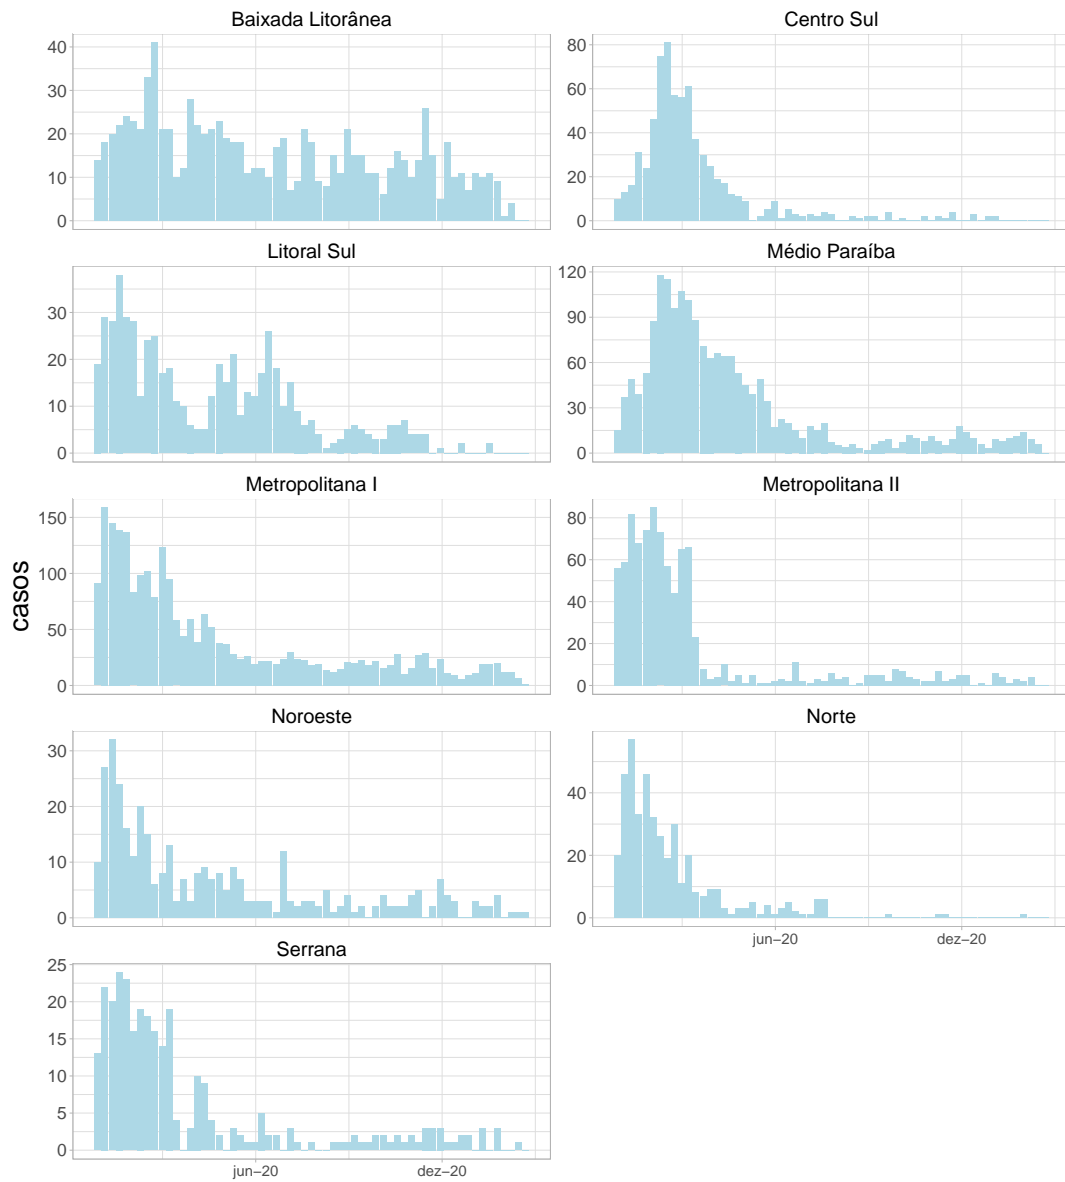 Baixada Litorânea
Centro Sul
40
30
20
10
0
80
60
40
20
0
Litoral Sul
Médio Paraíba
30
20
10
0
120
90
60
30
0
Metropolitana I
Metropolitana II
casos
150
100
50
0
80
60
40
20
0
Noroeste
Norte
30
20
10
0
40
20
0
jun–20
dez–20
Serrana
25
20
15
10
5
0
jun–20
dez–20